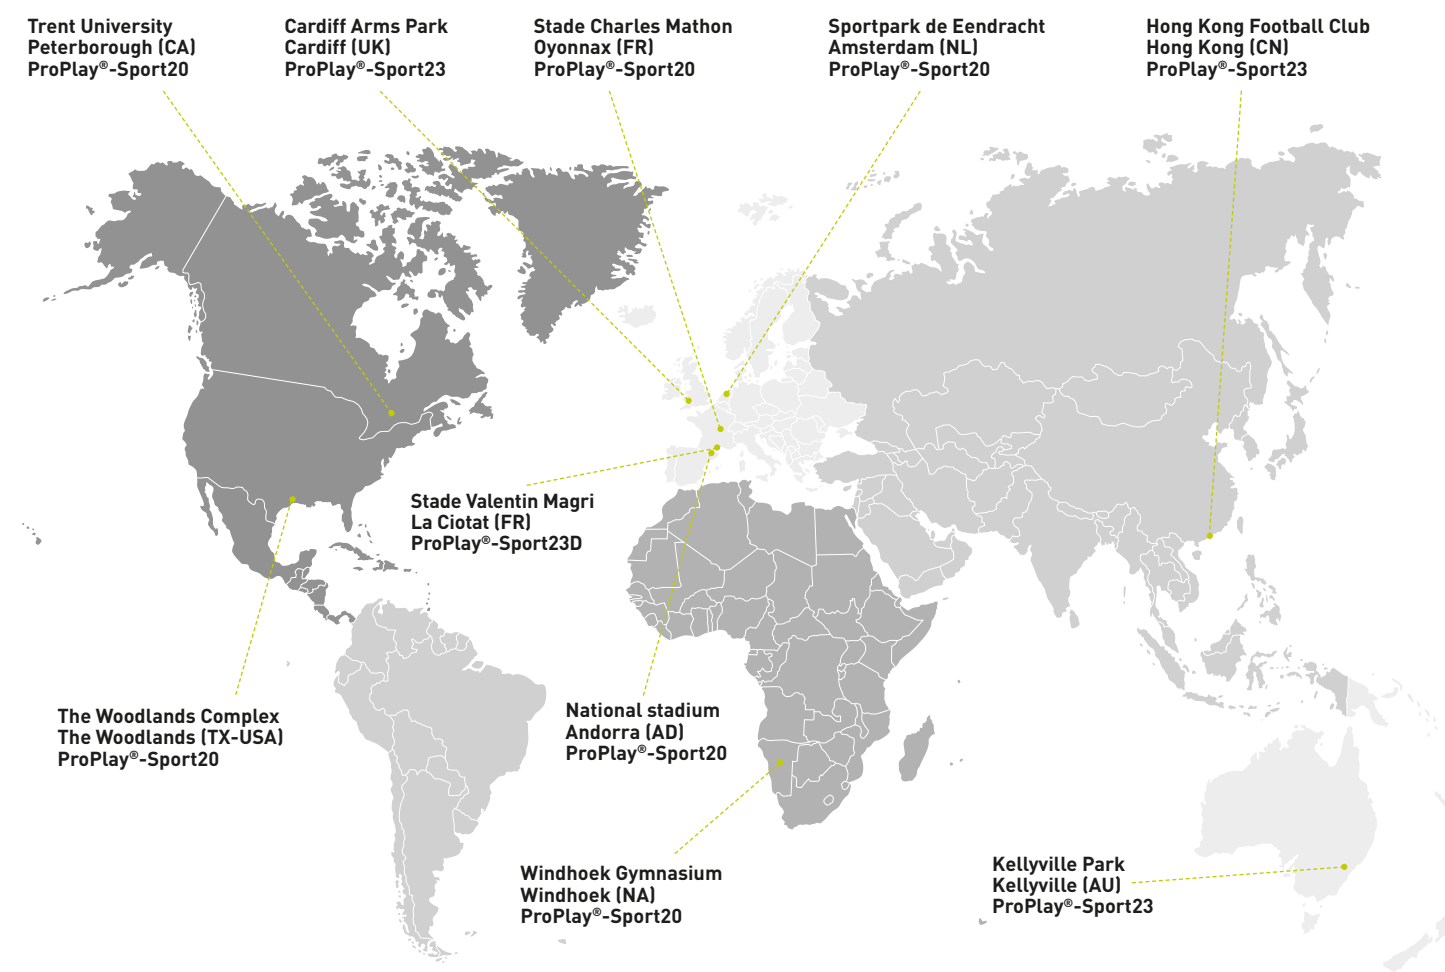 Trent University
Peterborough (CA)
ProPlay®-Sport20
Cardiff Arms Park
Cardiff (UK)
ProPlay®-Sport23
Stade Charles Mathon
Oyonnax (FR)
ProPlay®-Sport20
Sportpark de Eendracht
Amsterdam (NL)
ProPlay®-Sport20
Hong Kong Football Club
Hong Kong (CN)
ProPlay®-Sport23
Stade Valentin Magri
La Ciotat (FR)
ProPlay®-Sport23D
The Woodlands Complex
The Woodlands (TX-USA)
ProPlay®-Sport20
National stadium
Andorra (AD)
ProPlay®-Sport20
Windhoek Gymnasium
Windhoek (NA)
ProPlay®-Sport20
Kellyville Park
Kellyville (AU)
ProPlay®-Sport23